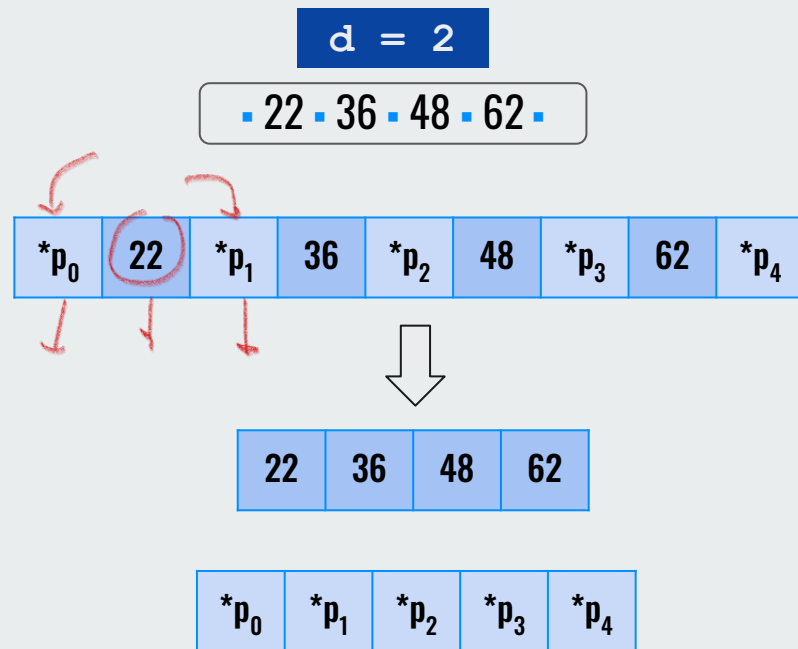 d = 2
▪ 22 ▪ 36 ▪ 48 ▪ 62 ▪
*p₀ 22 *p₁ 36 *p₂ 48 *p₃ 62 *p₄
22 36 48 62
*p₀ *p₁ *p₂ *p₃ *p₄